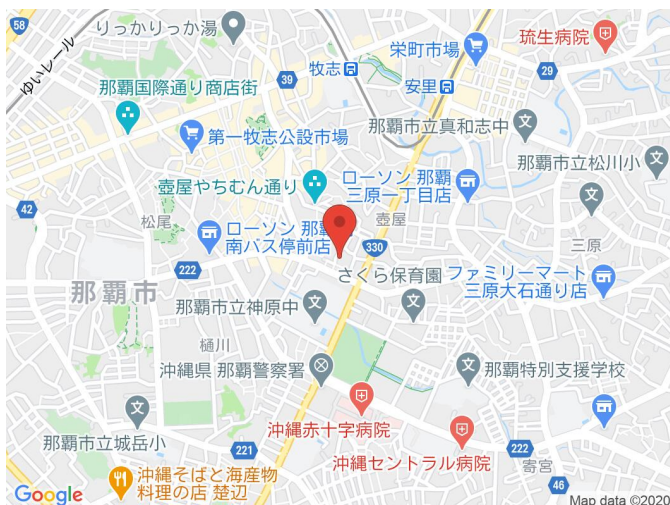 58
りっかりっか湯
栄町市場
琉生病院
ゆいレール
牧志
29
39
安里
那覇国際通り商店街
那覇市立真和志中
第一牧志公設市場
那覇市立松川小
壺屋やちむん通り
ローソン 那覇
三原一丁目店
42
松尾
壺屋
ローソン 那覇
南バス停前店
三原
330
222
さくら保育園
ファミリーマート
三原大石通り店
那覇市
那覇市立神原中
樋川
沖縄県 那覇警察署
那覇特別支援学校
沖縄赤十字病院
那覇市立城岳小
221
沖縄セントラル病院
222
寄宮
沖縄そばと海産物
料理の店 楚辺
46
Google
Map data ©2020